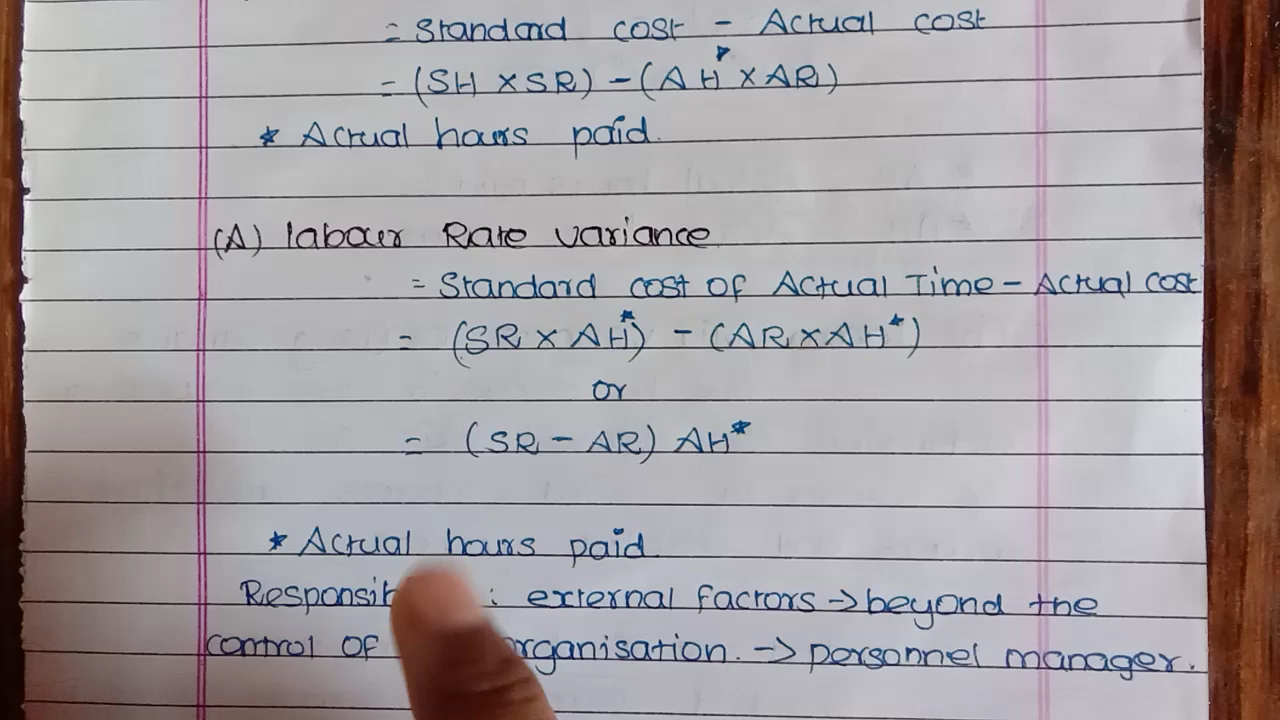 = Standard cost - Actual cost
= (SH X SR) - (AH* X AR)
* Actual hours paid.
(A) labour Rate variance
= Standard cost of Actual Time - Actual cost
= (SR X AH*) - (AR X AH*)
or
= (SR - AR) AH*
* Actual hours paid
: external factors → beyond the
control of organisation. → personnel manager.